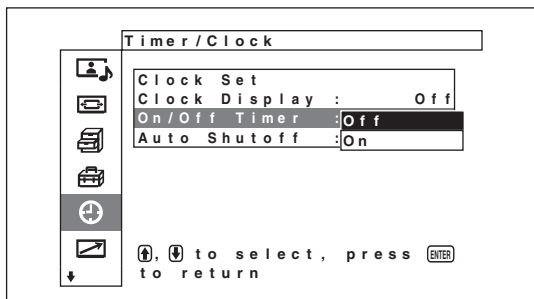 Timer/Clock
Clock Set
Clock Display : Off
On/Off Timer : Off
Auto Shutoff : On
, to select, press ENTER
to return